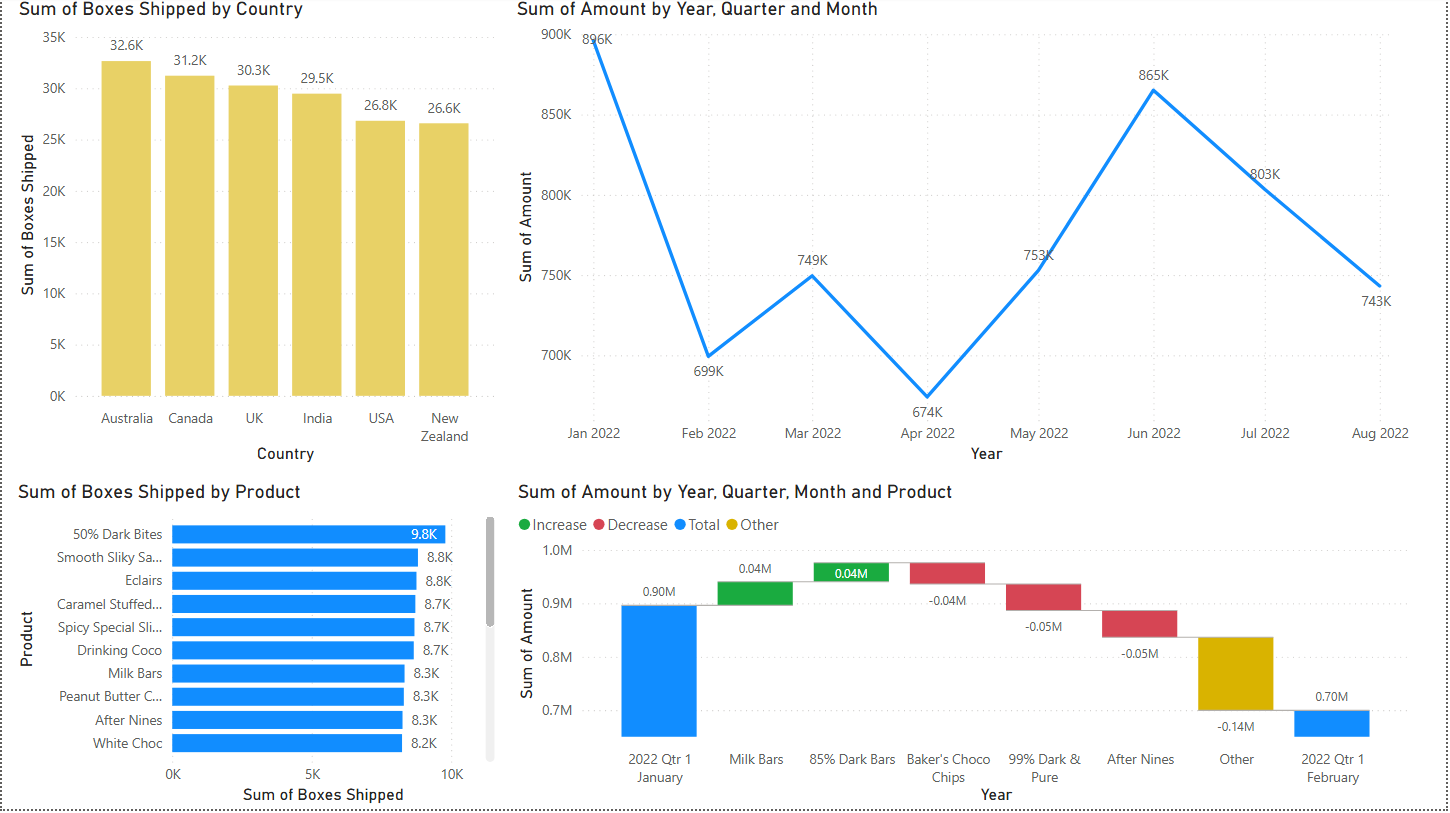 Sum of Boxes Shipped by Country
Sum of Boxes Shipped
35K
30K
25K
20K
15K
10K
5K
0K
32.6K
31.2K
30.3K
29.5K
26.8K
26.6K
Australia
Canada
UK
India
USA
New
Zealand
Country
Sum of Amount by Year, Quarter and Month
Sum of Amount
900K
850K
800K
750K
700K
896K
699K
749K
674K
753K
865K
803K
743K
Jan 2022
Feb 2022
Mar 2022
Apr 2022
May 2022
Jun 2022
Jul 2022
Aug 2022
Year
Sum of Boxes Shipped by Product
Product
50% Dark Bites 9.8K
Smooth Sliky Sa... 8.8K
Eclairs 8.8K
Caramel Stuffed... 8.7K
Spicy Special Sli... 8.7K
Drinking Coco 8.7K
Milk Bars 8.3K
Peanut Butter C... 8.3K
After Nines 8.3K
White Choc 8.2K
0K 5K 10K
Sum of Boxes Shipped
Sum of Amount by Year, Quarter, Month and Product
Increase Decrease Total Other
Sum of Amount
1.0M
0.9M
0.8M
0.7M
0.90M
0.04M
0.04M
-0.04M
-0.05M
-0.05M
-0.14M
0.70M
2022 Qtr 1
January
Milk Bars
85% Dark Bars
Baker's Choco
Chips
99% Dark &
Pure
After Nines
Other
2022 Qtr 1
February
Year